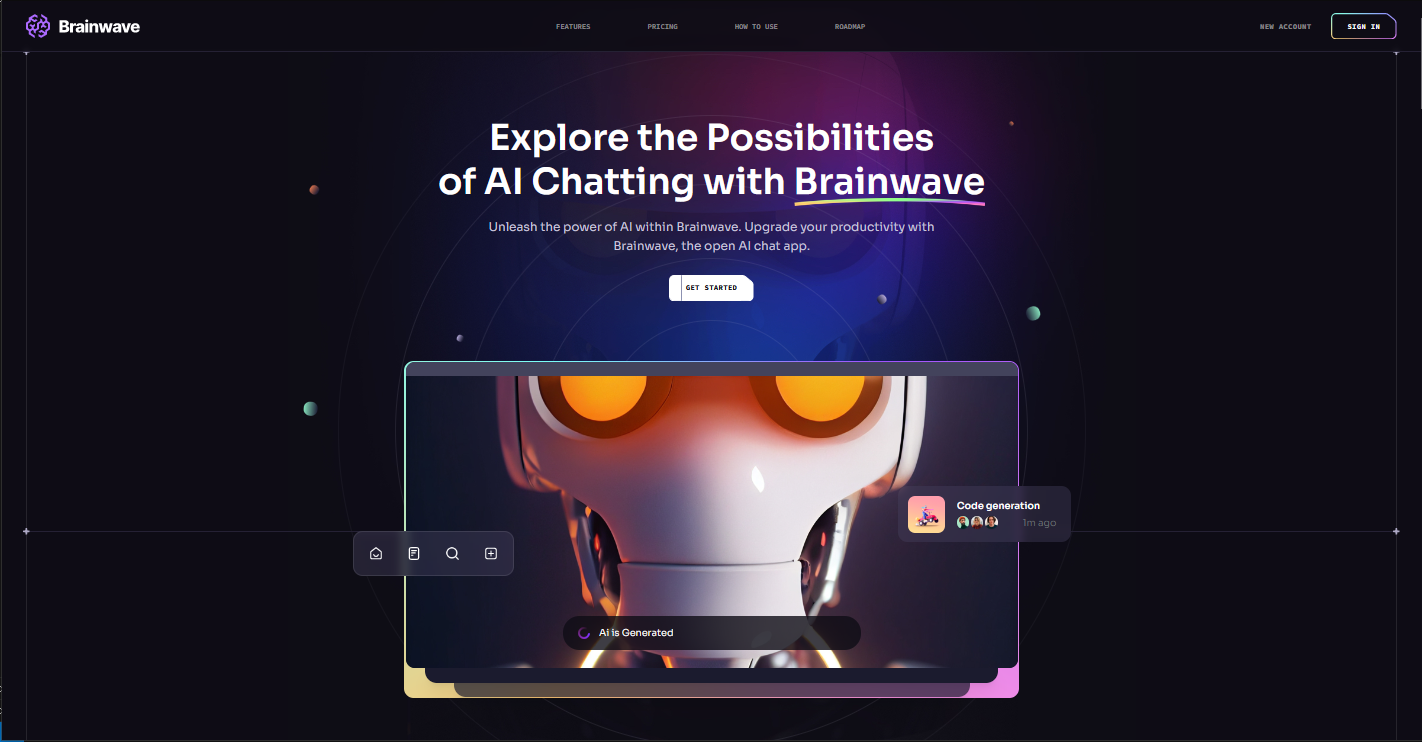 Brainwave
FEATURES
PRICING
HOW TO USE
ROADMAP
NEW ACCOUNT
SIGN IN
Explore the Possibilities
of AI Chatting with Brainwave
Unleash the power of AI within Brainwave. Upgrade your productivity with
Brainwave, the open AI chat app.
GET STARTED
Code generation
1m ago
Ai is Generated